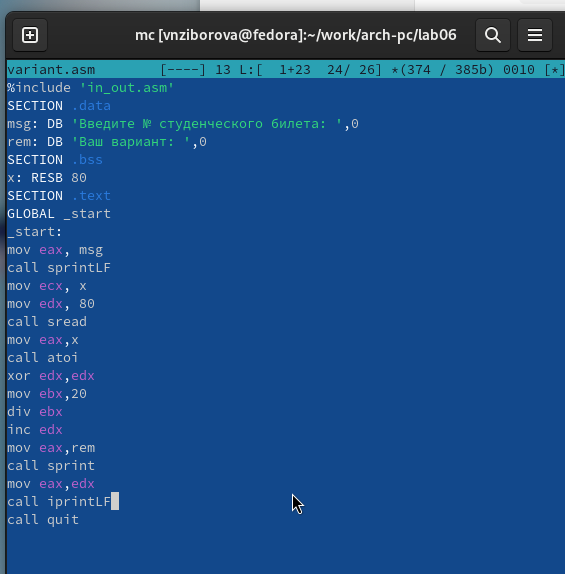 mc [vnziborova@fedora]:~/work/arch-pc/lab06
variant.asm [----] 13 L:[ 1+23 24/ 26] *(374 / 385b) 0010 [*]
%include 'in_out.asm'
SECTION .data
msg: DB 'Введите № студенческого билета: ',0
rem: DB 'Ваш вариант: ',0
SECTION .bss
x: RESB 80
SECTION .text
GLOBAL _start
_start:
mov eax, msg
call sprintLF
mov ecx, x
mov edx, 80
call sread
mov eax,x
call atoi
xor edx,edx
mov ebx,20
div ebx
inc edx
mov eax,rem
call sprint
mov eax,edx
call iprintLF
call quit